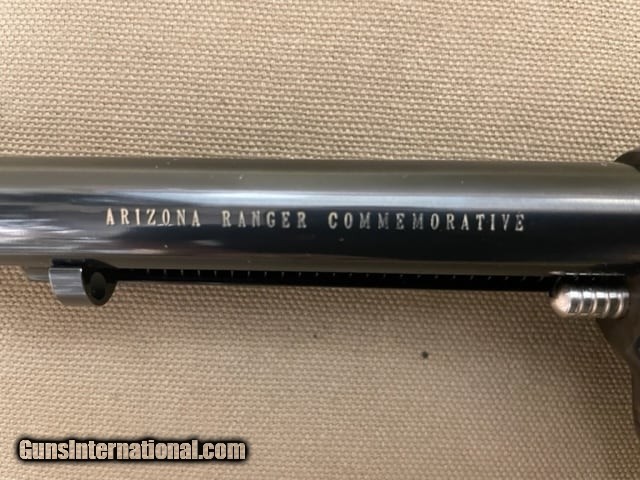 ARIZONA RANGER COMMEMORATIVE
GunsInternational.com